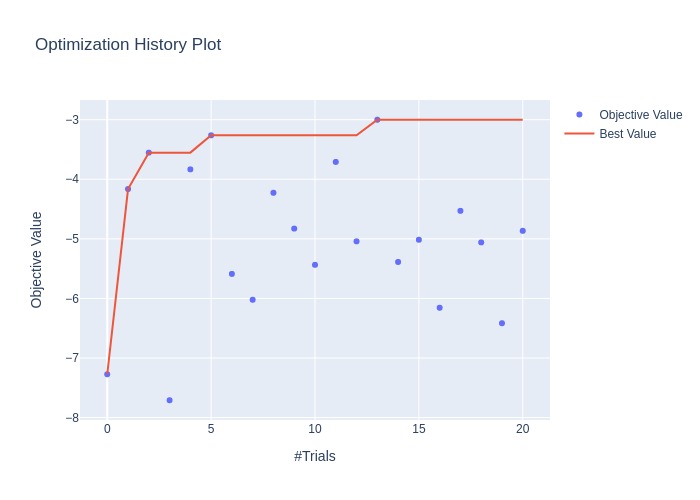 Optimization History Plot
Objective Value
Best Value
−3
−4
−5
−6
−7
−8
Objective Value
0 5 10 15 20
#Trials